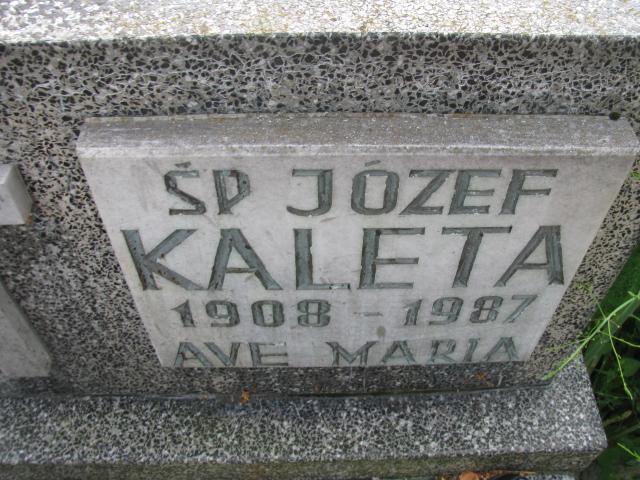 ŚP JÓZEF
KALETA
1908 - 1987
AVE MARIA